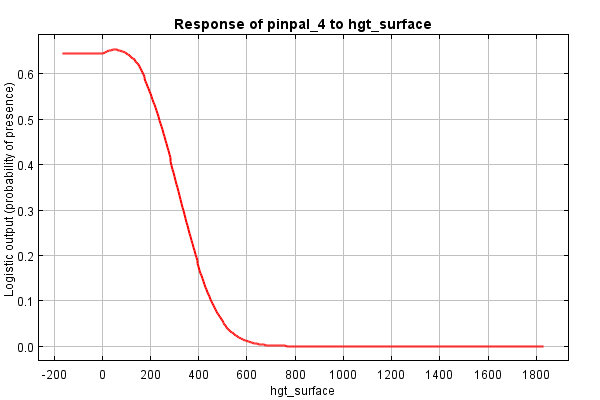 Response of pinpal_4 to hgt_surface
Logistic output (probability of presence)
0.6
0.5
0.4
0.3
0.2
0.1
0.0
-200 0 200 400 600 800 1000 1200 1400 1600 1800
hgt_surface